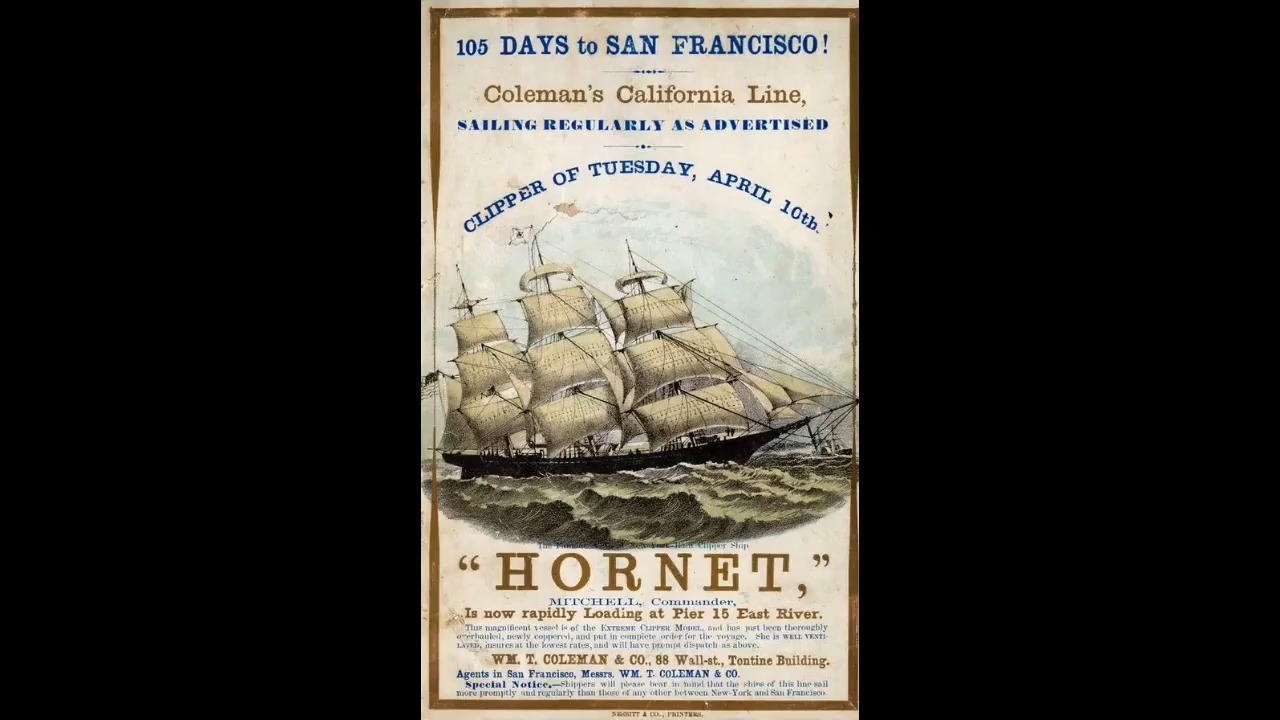 105 DAYS to SAN FRANCISCO!
Coleman's California Line,
SAILING REGULARLY AS ADVERTISED
CLIPPER OF TUESDAY, APRIL 10th.
Clipper Ship
"HORNET,"
MITCHELL, Commander,
Is now rapidly Loading at Pier 15 East River.
This magnificent vessel is of the EXTREME CLIPPER MODEL, and has just been thoroughly
overhauled, newly coppered, and put in complete order for the voyage. She is WELL VENTI-
LATED, insures at the lowest rates, and will have prompt dispatch as above.
WM. T. COLEMAN & CO., 88 Wall-st., Tontine Building.
Agents in San Francisco, Messrs. WM. T. COLEMAN & CO.
Special Notice.—Shippers will please bear in mind that the ships of this line sail
more promptly and regularly than those of any other between New-York and San Francisco.
NESBITT & CO., PRINTERS.